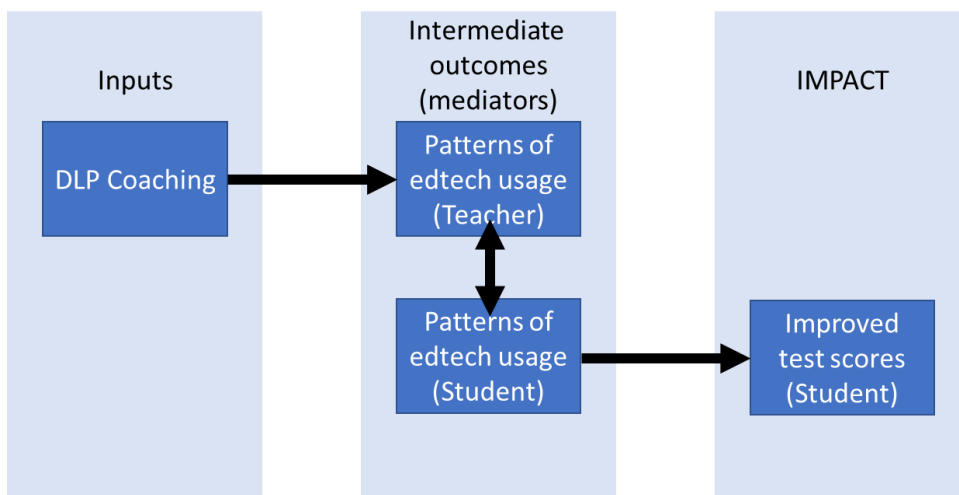 Inputs
DLP Coaching
Intermediate
outcomes
(mediators)
Patterns of
edtech usage
(Teacher)
Patterns of
edtech usage
(Student)
IMPACT
Improved
test scores
(Student)